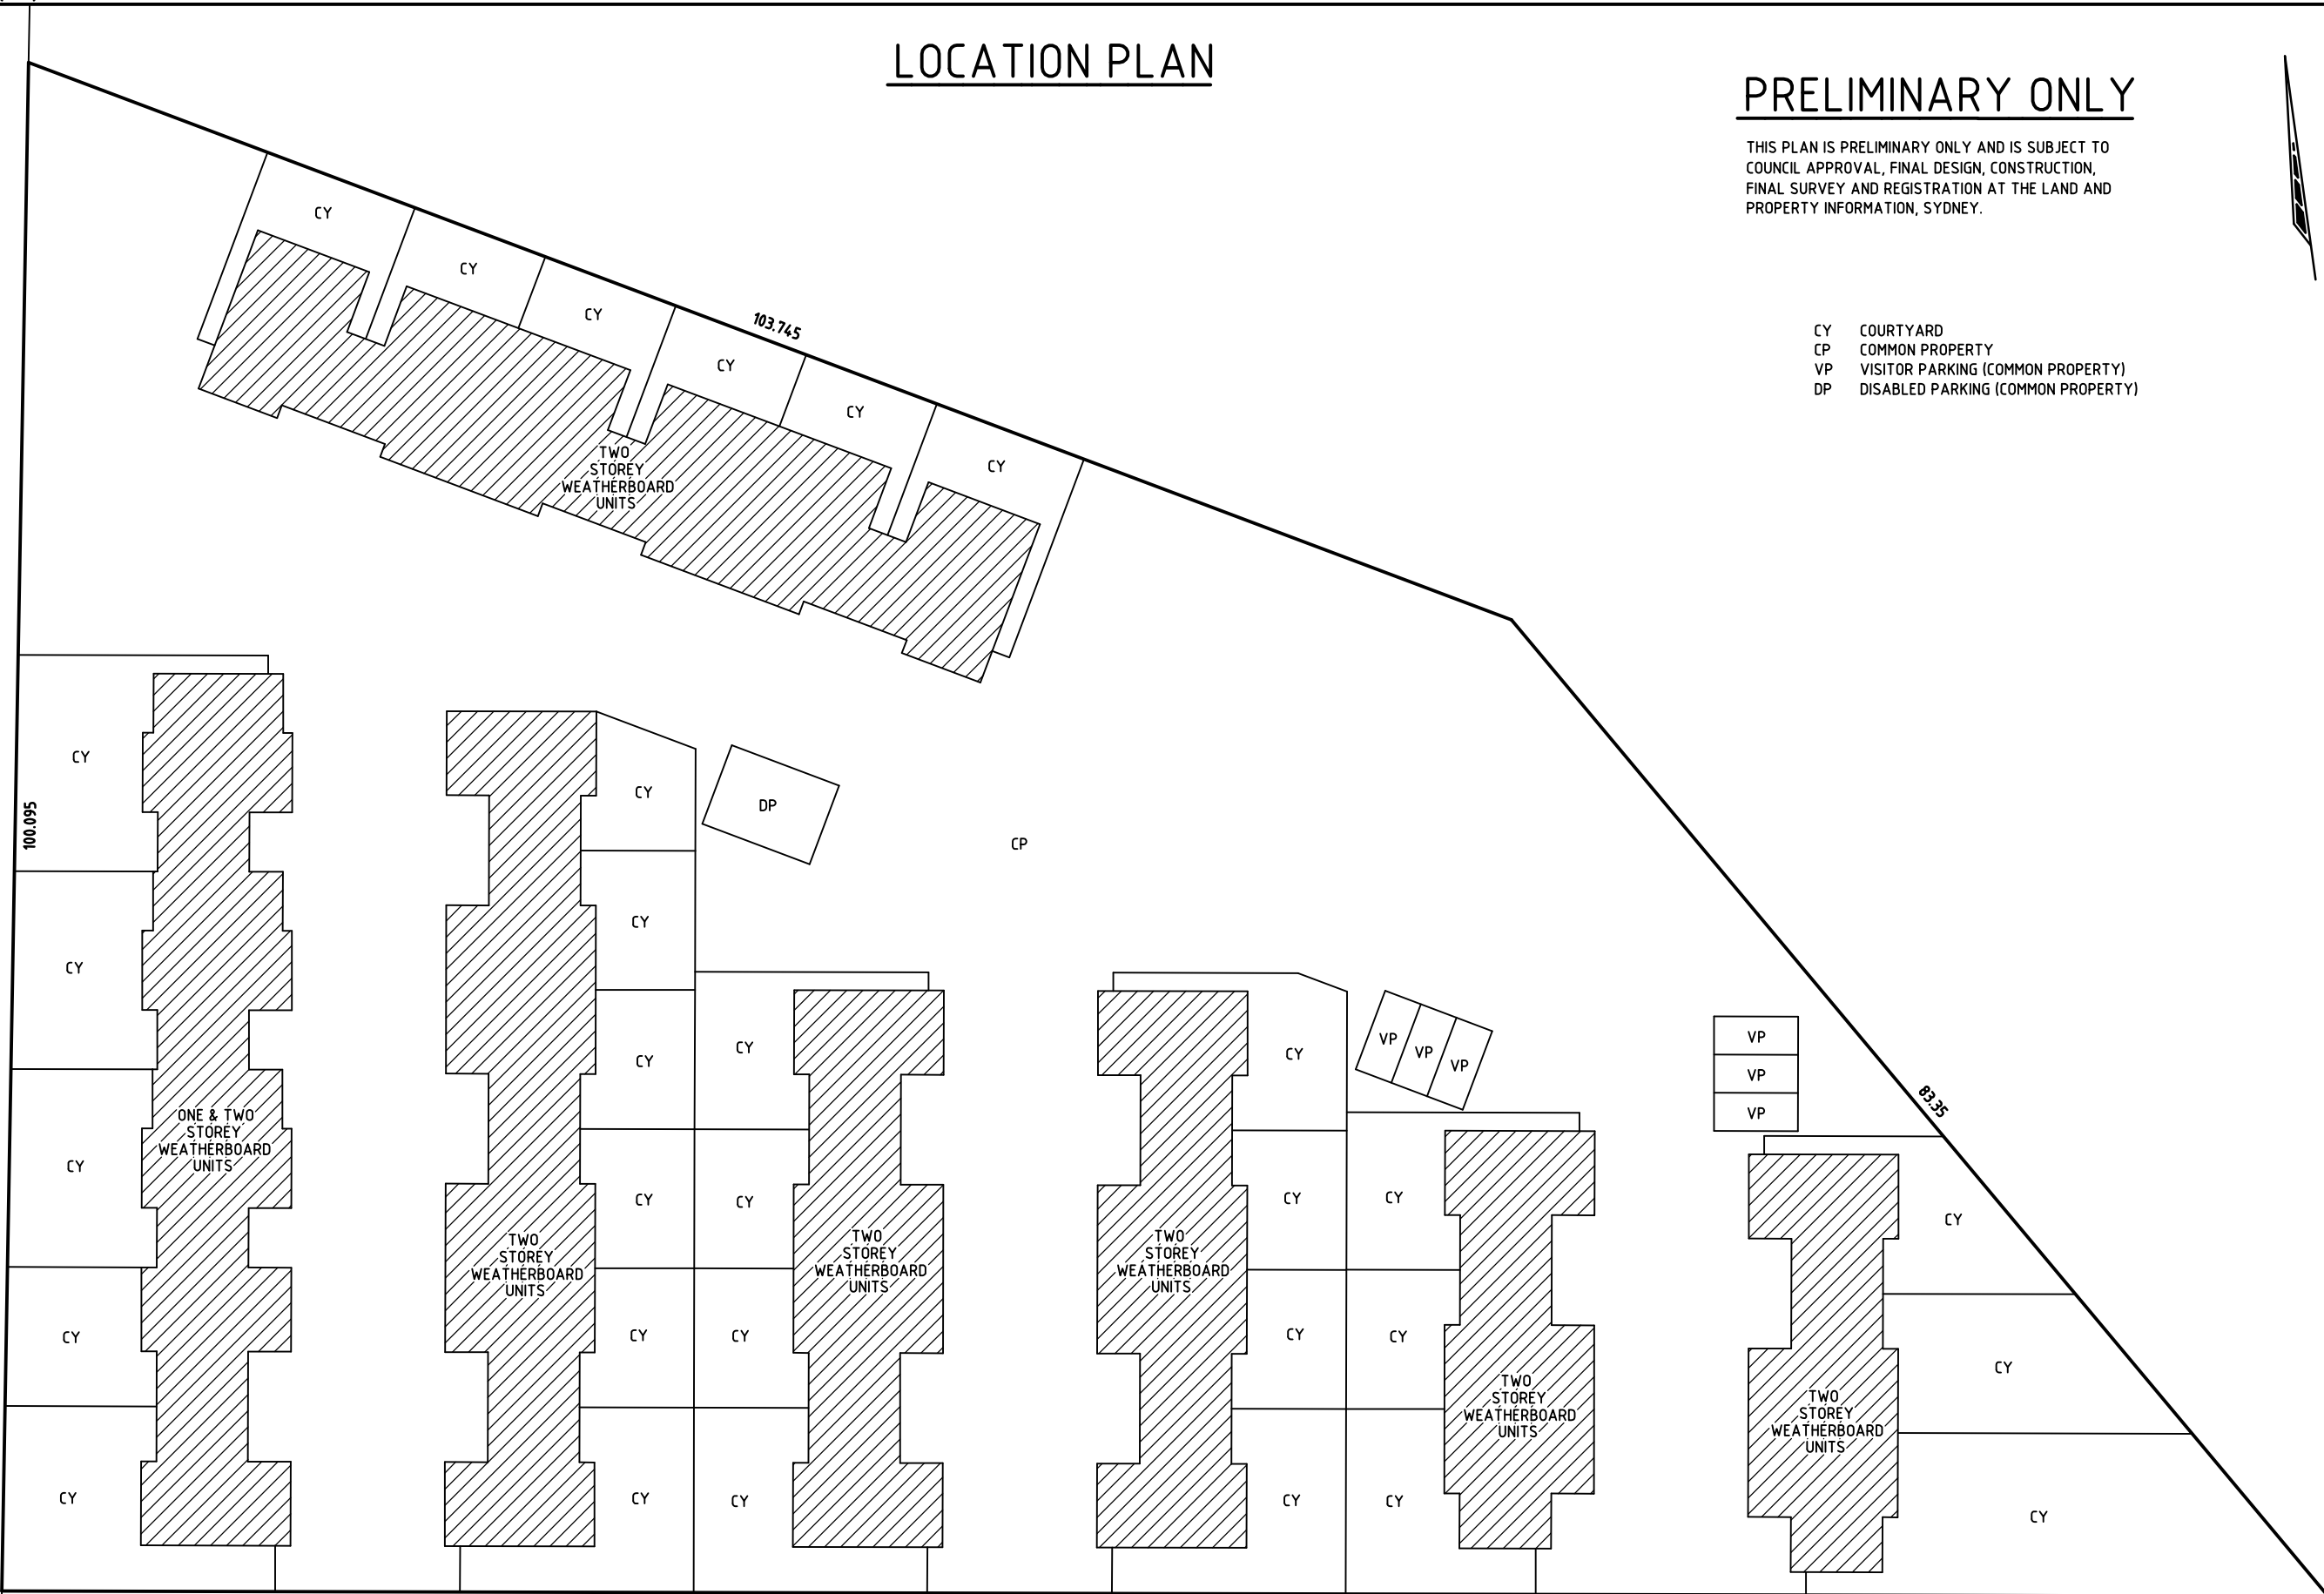 LOCATION PLAN
PRELIMINARY ONLY
THIS PLAN IS PRELIMINARY ONLY AND IS SUBJECT TO
COUNCIL APPROVAL, FINAL DESIGN, CONSTRUCTION,
FINAL SURVEY AND REGISTRATION AT THE LAND AND
PROPERTY INFORMATION, SYDNEY.
CY COURTYARD
CP COMMON PROPERTY
VP VISITOR PARKING (COMMON PROPERTY)
DP DISABLED PARKING (COMMON PROPERTY)
CY
CY
CY
103.745
CY
CY
CY
TWO
STOREY
WEATHERBOARD
UNITS
100.095
CY
CY
CY
CY
CY
ONE & TWO
STOREY
WEATHERBOARD
UNITS
CY
CY
CY
CY
CY
CY
TWO
STOREY
WEATHERBOARD
UNITS
DP
CP
CY
CY
CY
CY
TWO
STOREY
WEATHERBOARD
UNITS
CY
CY
CY
CY
TWO
STOREY
WEATHERBOARD
UNITS
VP
VP
VP
CY
CY
CY
TWO
STOREY
WEATHERBOARD
UNITS
VP
VP
VP
83.35
CY
CY
CY
TWO
STOREY
WEATHERBOARD
UNITS